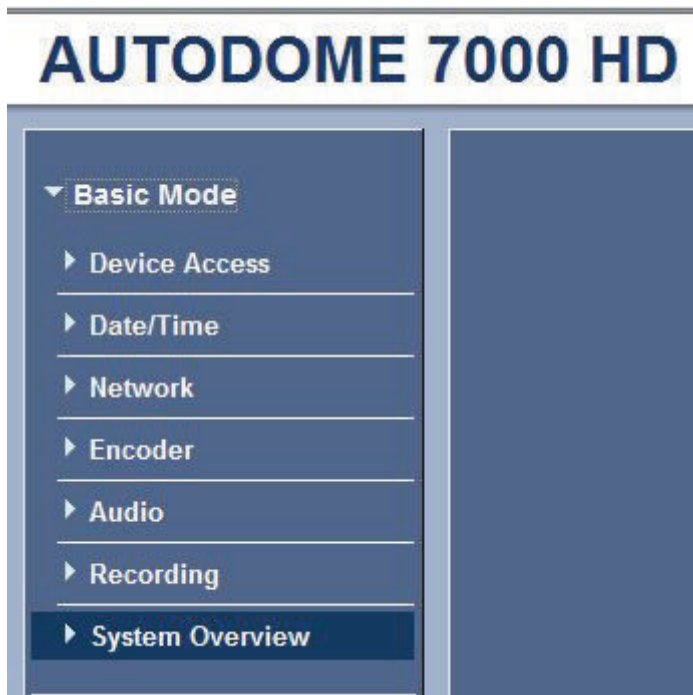 AUTODOME 7000 HD
Basic Mode
Device Access
Date/Time
Network
Encoder
Audio
Recording
System Overview